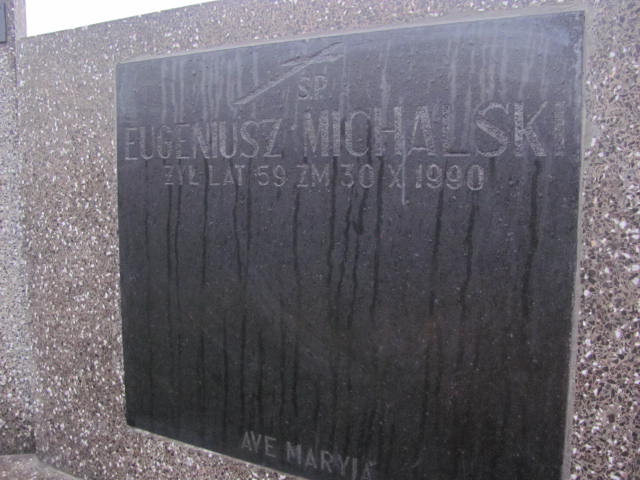 ŚP
EUGENIUSZ MICHALSKI
ŻYŁ LAT 59 ZM 30 X 1990
AVE MARYJA